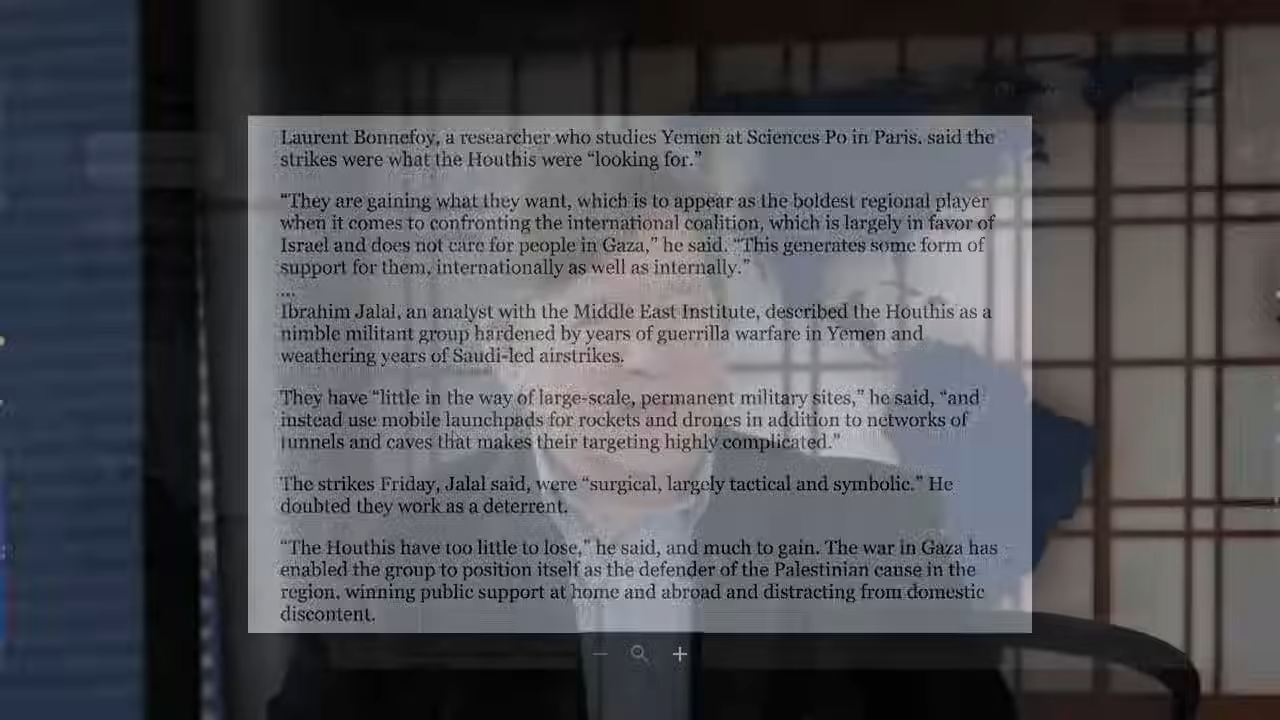 Laurent Bonnefoy, a researcher who studies Yemen at Sciences Po in Paris, said the
strikes were what the Houthis were “looking for.”
“They are gaining what they want, which is to appear as the boldest regional player
when it comes to confronting the international coalition, which is largely in favor of
Israel and does not care for people in Gaza,” he said. “This generates some form of
support for them, internationally as well as internally.”
...
Ibrahim Jalal, an analyst with the Middle East Institute, described the Houthis as a
nimble militant group hardened by years of guerrilla warfare in Yemen and
weathering years of Saudi-led airstrikes.
They have “little in the way of large-scale, permanent military sites,” he said, “and
instead use mobile launchpads for rockets and drones in addition to networks of
tunnels and caves that makes their targeting highly complicated.”
The strikes Friday, Jalal said, were “surgical, largely tactical and symbolic.” He
doubted they work as a deterrent.
“The Houthis have too little to lose,” he said, and much to gain. The war in Gaza has
enabled the group to position itself as the defender of the Palestinian cause in the
region, winning public support at home and abroad and distracting from domestic
discontent.